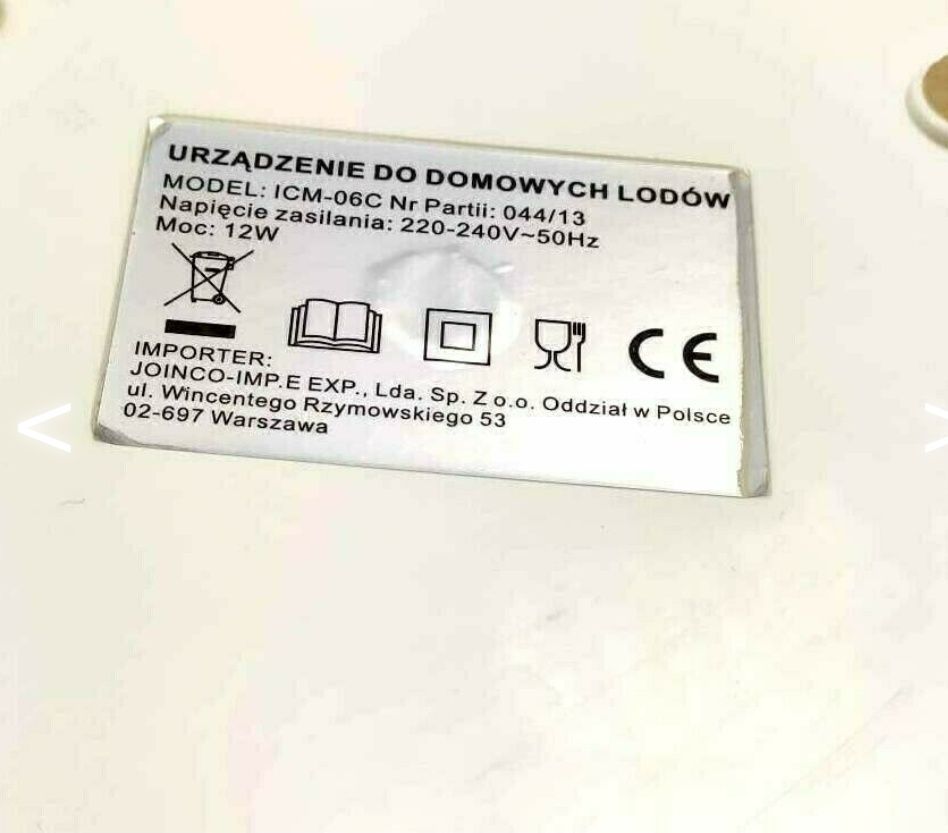 URZĄDZENIE DO DOMOWYCH LODÓW
MODEL: ICM-06C Nr Partii: 044/13
Napięcie zasilania: 220-240V~50Hz
Moc: 12W
CE
IMPORTER:
JOINCO-IMP.E EXP., Lda. Sp. Z o.o. Oddział w Polsce
ul. Wincentego Rzymowskiego 53
02-697 Warszawa